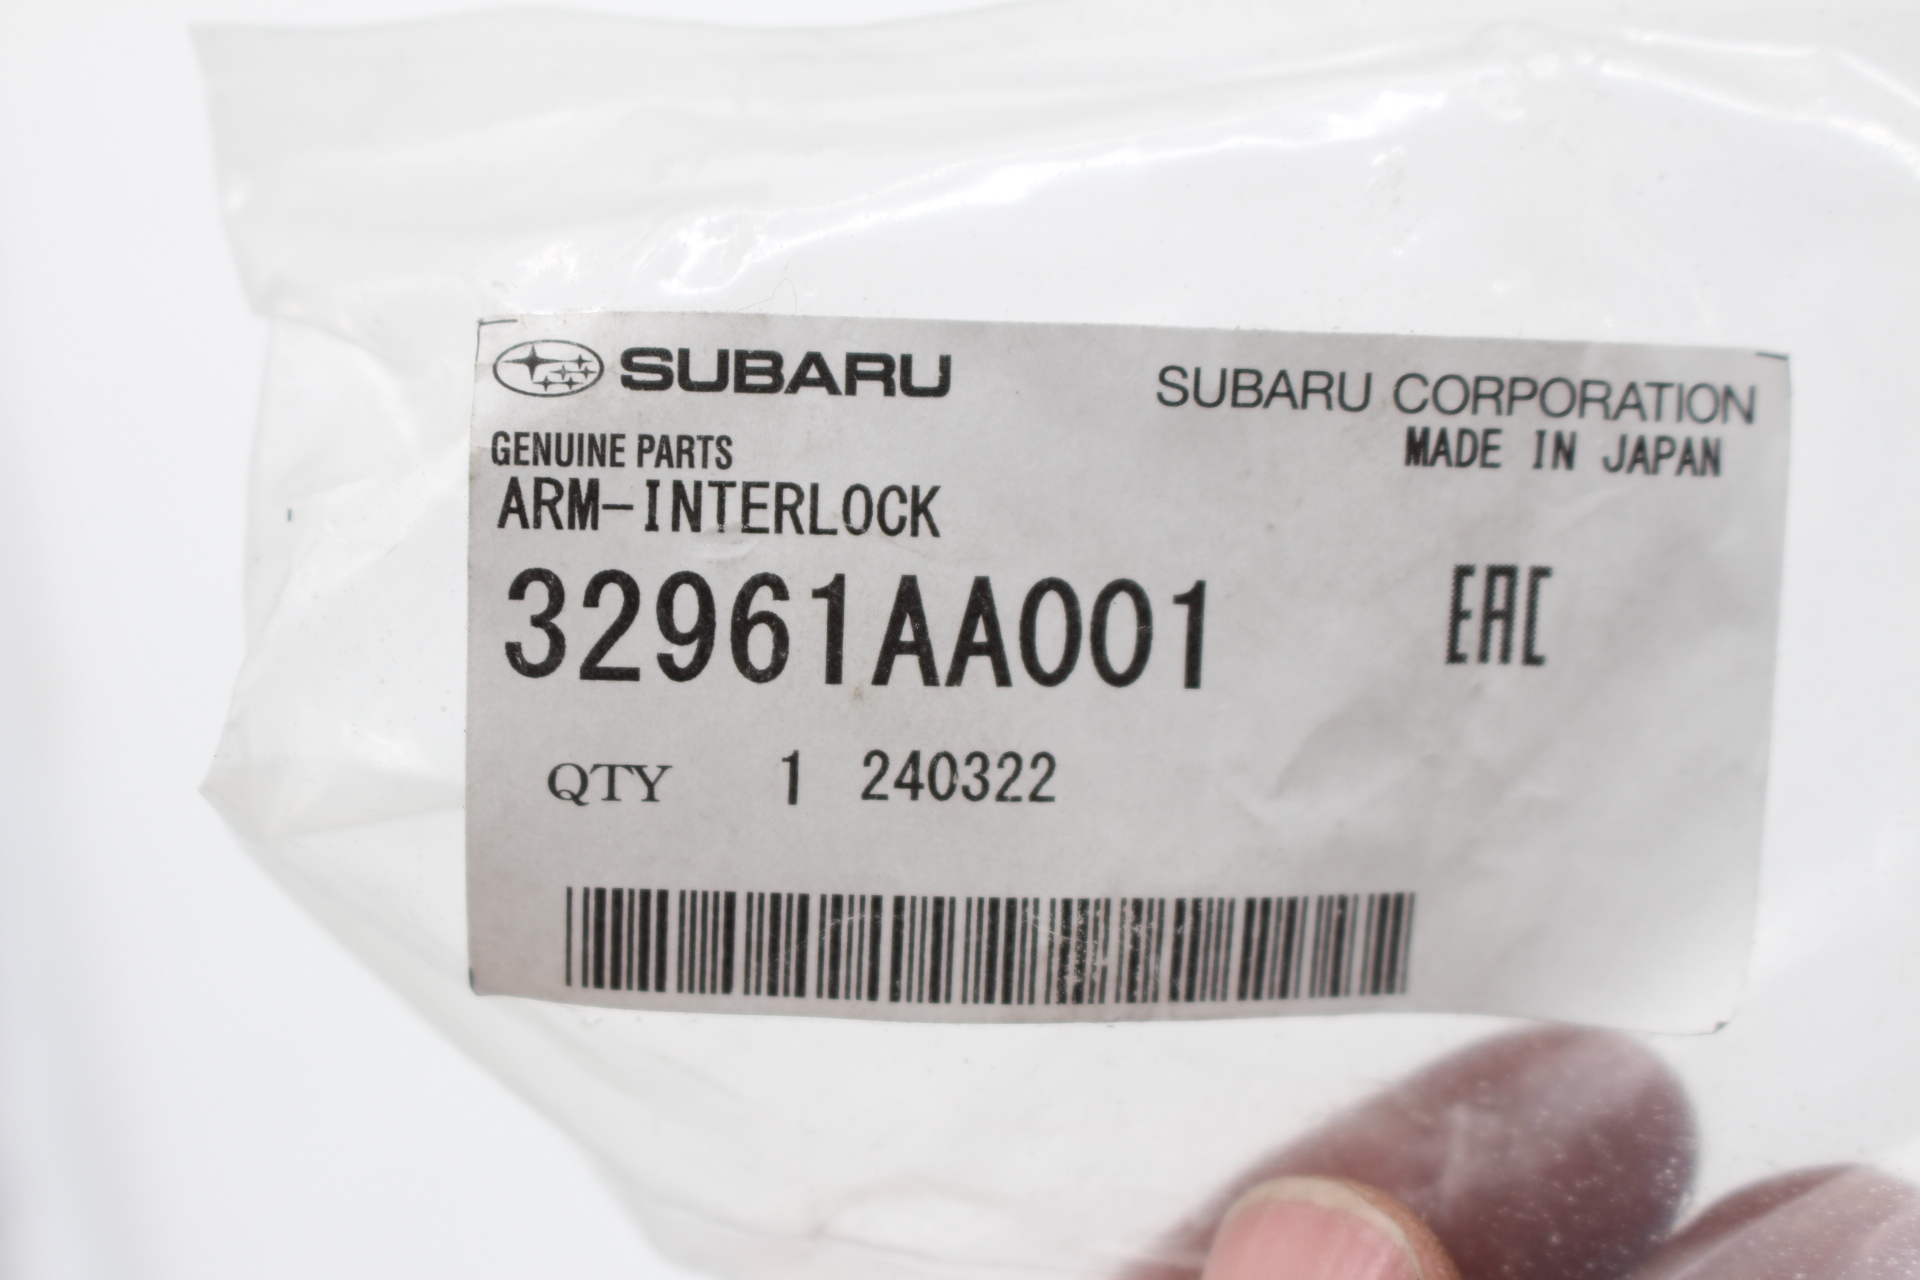 SUBARU
SUBARU CORPORATION
GENUINE PARTS
MADE IN JAPAN
ARM-INTERLOCK
32961AA001
EAC
QTY 1 240322